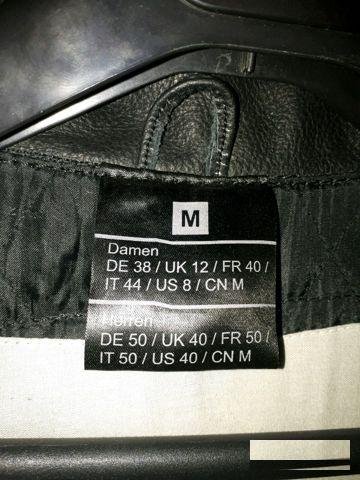 M
Damen
DE 38 / UK 12 / FR 40 /
IT 44 / US 8 / CN M
Herren
DE 50 / UK 40 / FR 50 /
IT 50 / US 40 / CN M